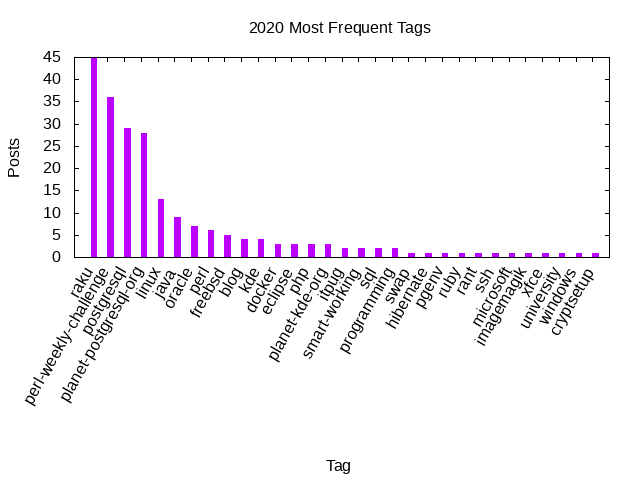 2020 Most Frequent Tags
Posts
45
40
35
30
25
20
15
10
5
0
raku
perl-weekly-challenge
postgresql
planet-postgresql-org
linux
java
oracle
perl
freebsd
blog
kde
docker
eclipse
php
planet-kde-org
itpug
smart-working
sql
programming
swap
hibernate
pgenv
ruby
rant
ssh
microsoft
imagemagik
xfce
university
windows
cryptsetup
Tag